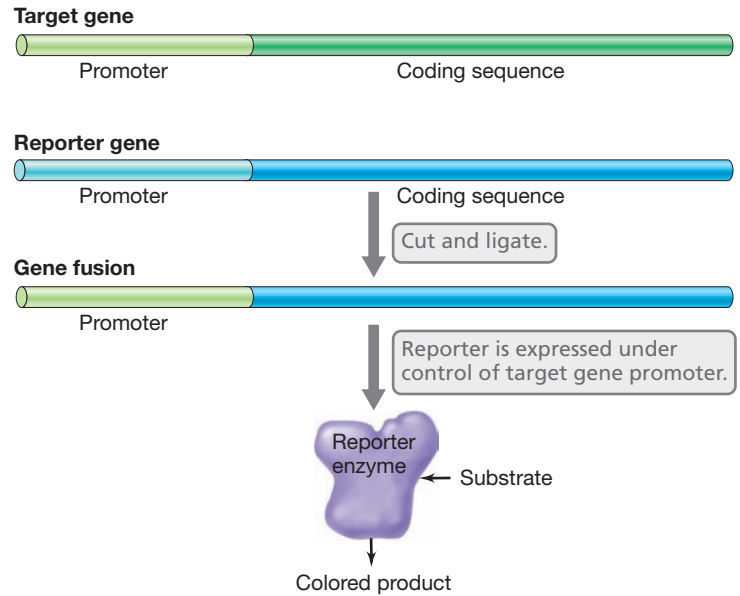 Target gene
Promoter
Coding sequence
Reporter gene
Promoter
Coding sequence
Cut and ligate.
Gene fusion
Promoter
Reporter is expressed under
control of target gene promoter.
Reporter
enzyme
Substrate
Colored product